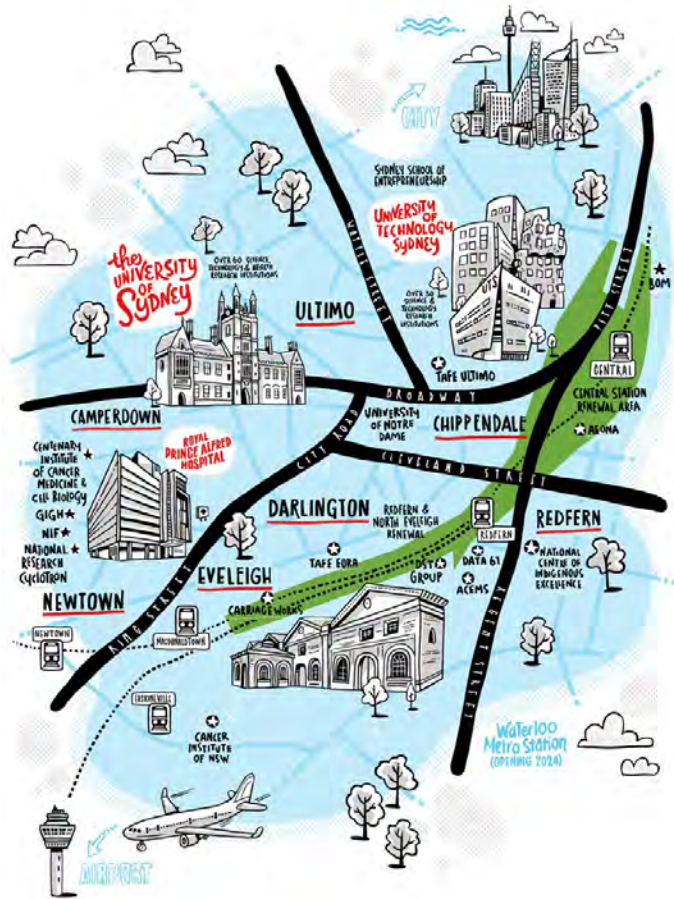 CITY
SYDNEY SCHOOL OF
ENTREPRENEURSHIP
UNIVERSITY
OF
TECHNOLOGY
SYDNEY
the
UNIVERSITY
OF
SYDNEY
OVER 60 SCIENCE,
TECHNOLOGY & HEALTH
RESEARCH INSTITUTIONS
WATTLE STREET
ULTIMO
OVER 30
SCIENCE &
TECHNOLOGY
RESEARCH
INSTITUTIONS
UTS
PITT STREET
BOM
CENTRAL
TAFE ULTIMO
BROADWAY
CENTRAL STATION
RENEWAL AREA
CAMPERDOWN
UNIVERSITY
OF NOTRE
DAME
CHIPPENDALE
AEONA
CITY ROAD
CLEVELAND STREET
ROYAL
PRINCE ALFRED
HOSPITAL
CENTENARY
INSTITUTE
OF CANCER
MEDICINE &
CELL BIOLOGY
GIGH
NIF
NATIONAL
RESEARCH
CYCLOTRON
DARLINGTON
REDFERN &
NORTH EVELEIGH
RENEWAL
REDFERN
REDFERN
TAFE EORA
DST
GROUP
DATA 61
ACEMS
NATIONAL
CENTRE OF
INDIGENOUS
EXCELLENCE
EVELEIGH
CARRIAGEWORKS
NEWTOWN
KING STREET
NEWTOWN
MACDONALDTOWN
REGENT STREET
ERSKINEVILLE
CANCER
INSTITUTE
OF NSW
Waterloo
Metro Station
(OPENING 2024)
AIRPORT